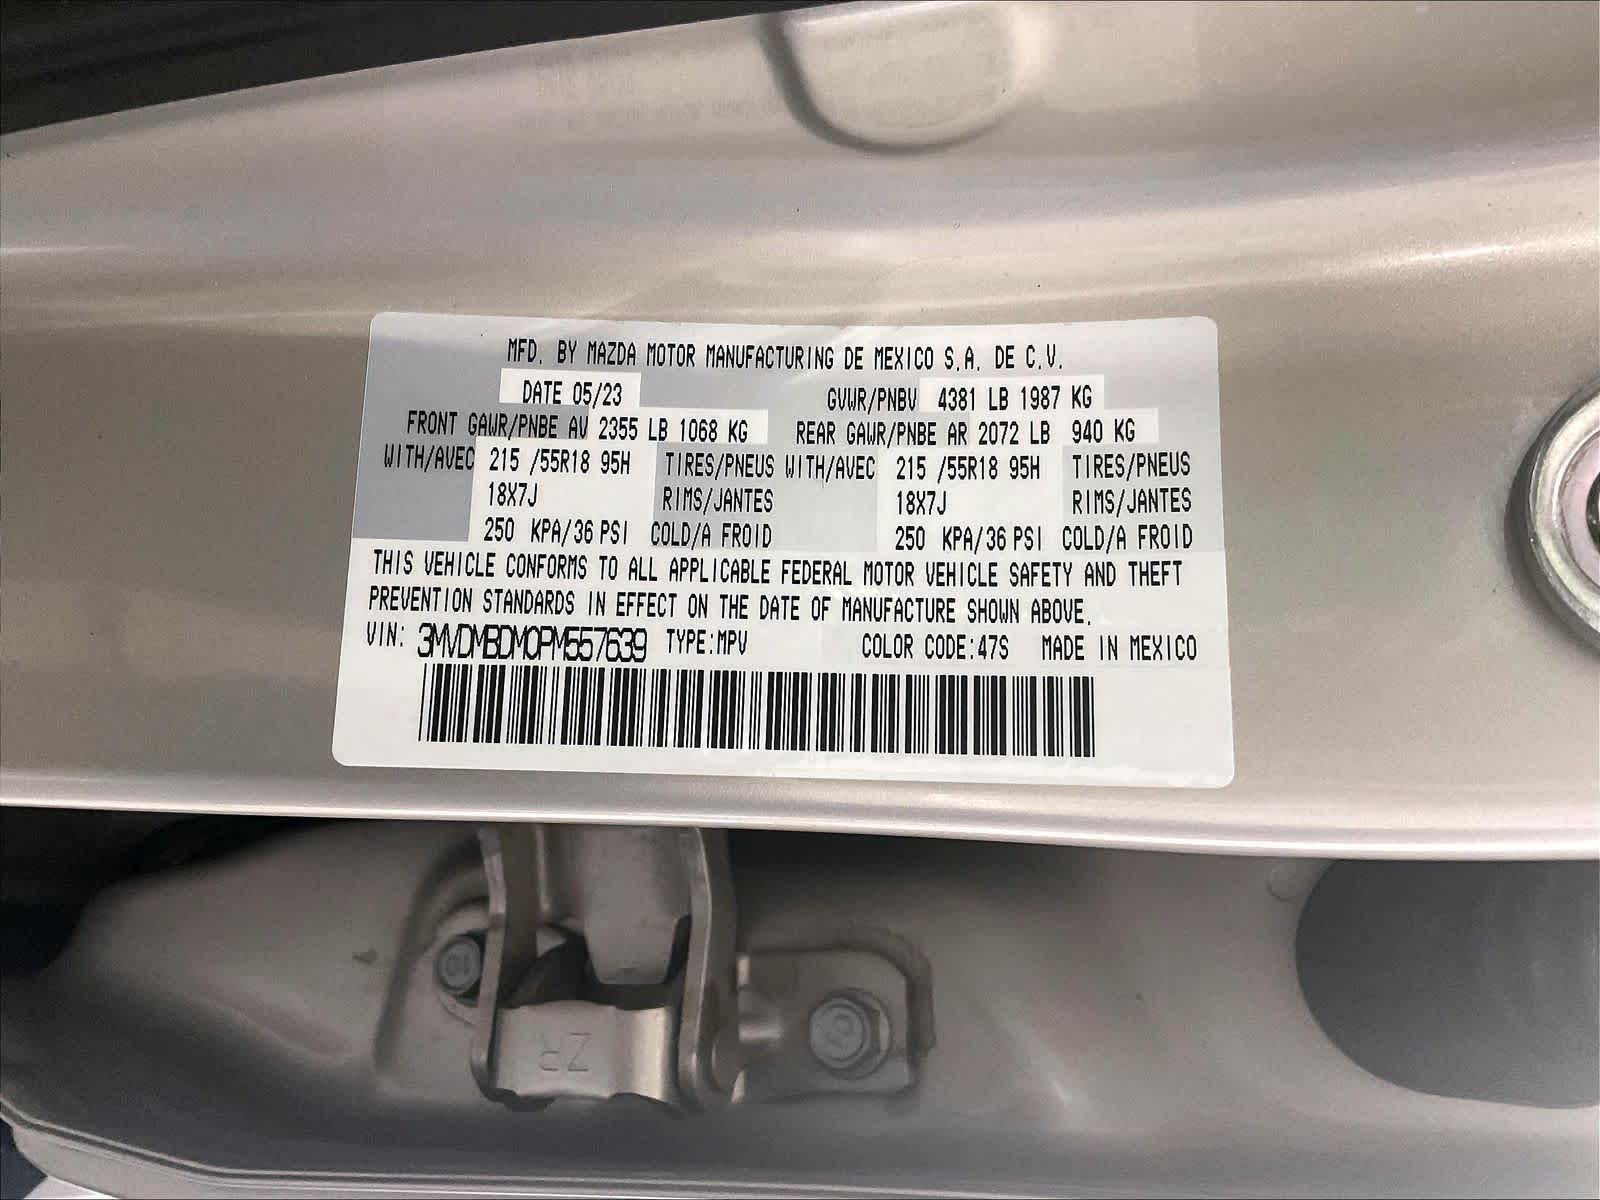 MFD. BY MAZDA MOTOR MANUFACTURING DE MEXICO S.A. DE C.V.
DATE 05/23 GVWR/PNBV 4381 LB 1987 KG
FRONT GAWR/PNBE AV 2355 LB 1068 KG REAR GAWR/PNBE AR 2072 LB 940 KG
WITH/AVEC 215 /55R18 95H TIRES/PNEUS WITH/AVEC 215 /55R18 95H TIRES/PNEUS
18X7J RIMS/JANTES 18X7J RIMS/JANTES
250 KPA/36 PSI COLD/A FROID 250 KPA/36 PSI COLD/A FROID
THIS VEHICLE CONFORMS TO ALL APPLICABLE FEDERAL MOTOR VEHICLE SAFETY AND THEFT
PREVENTION STANDARDS IN EFFECT ON THE DATE OF MANUFACTURE SHOWN ABOVE.
VIN: 3MVDMBDM0PM557639 TYPE:MPV COLOR CODE:47S MADE IN MEXICO
10
ZR